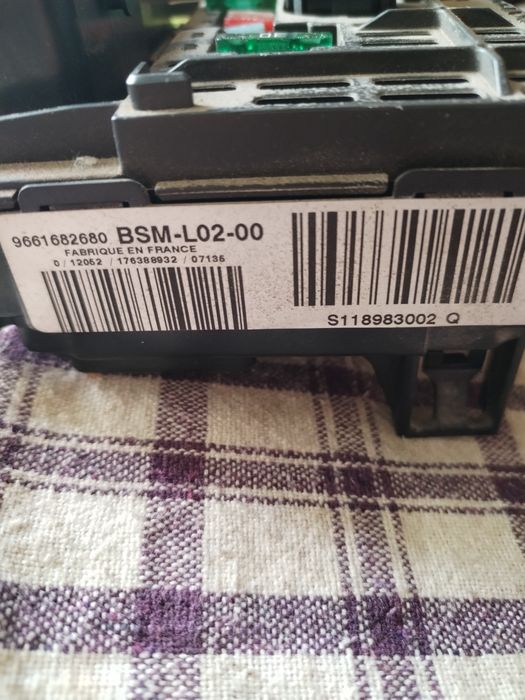 9661682680 BSM-L02-00
FABRIQUE EN FRANCE
0/12052 / 176388932 / 07135
S118983002 Q